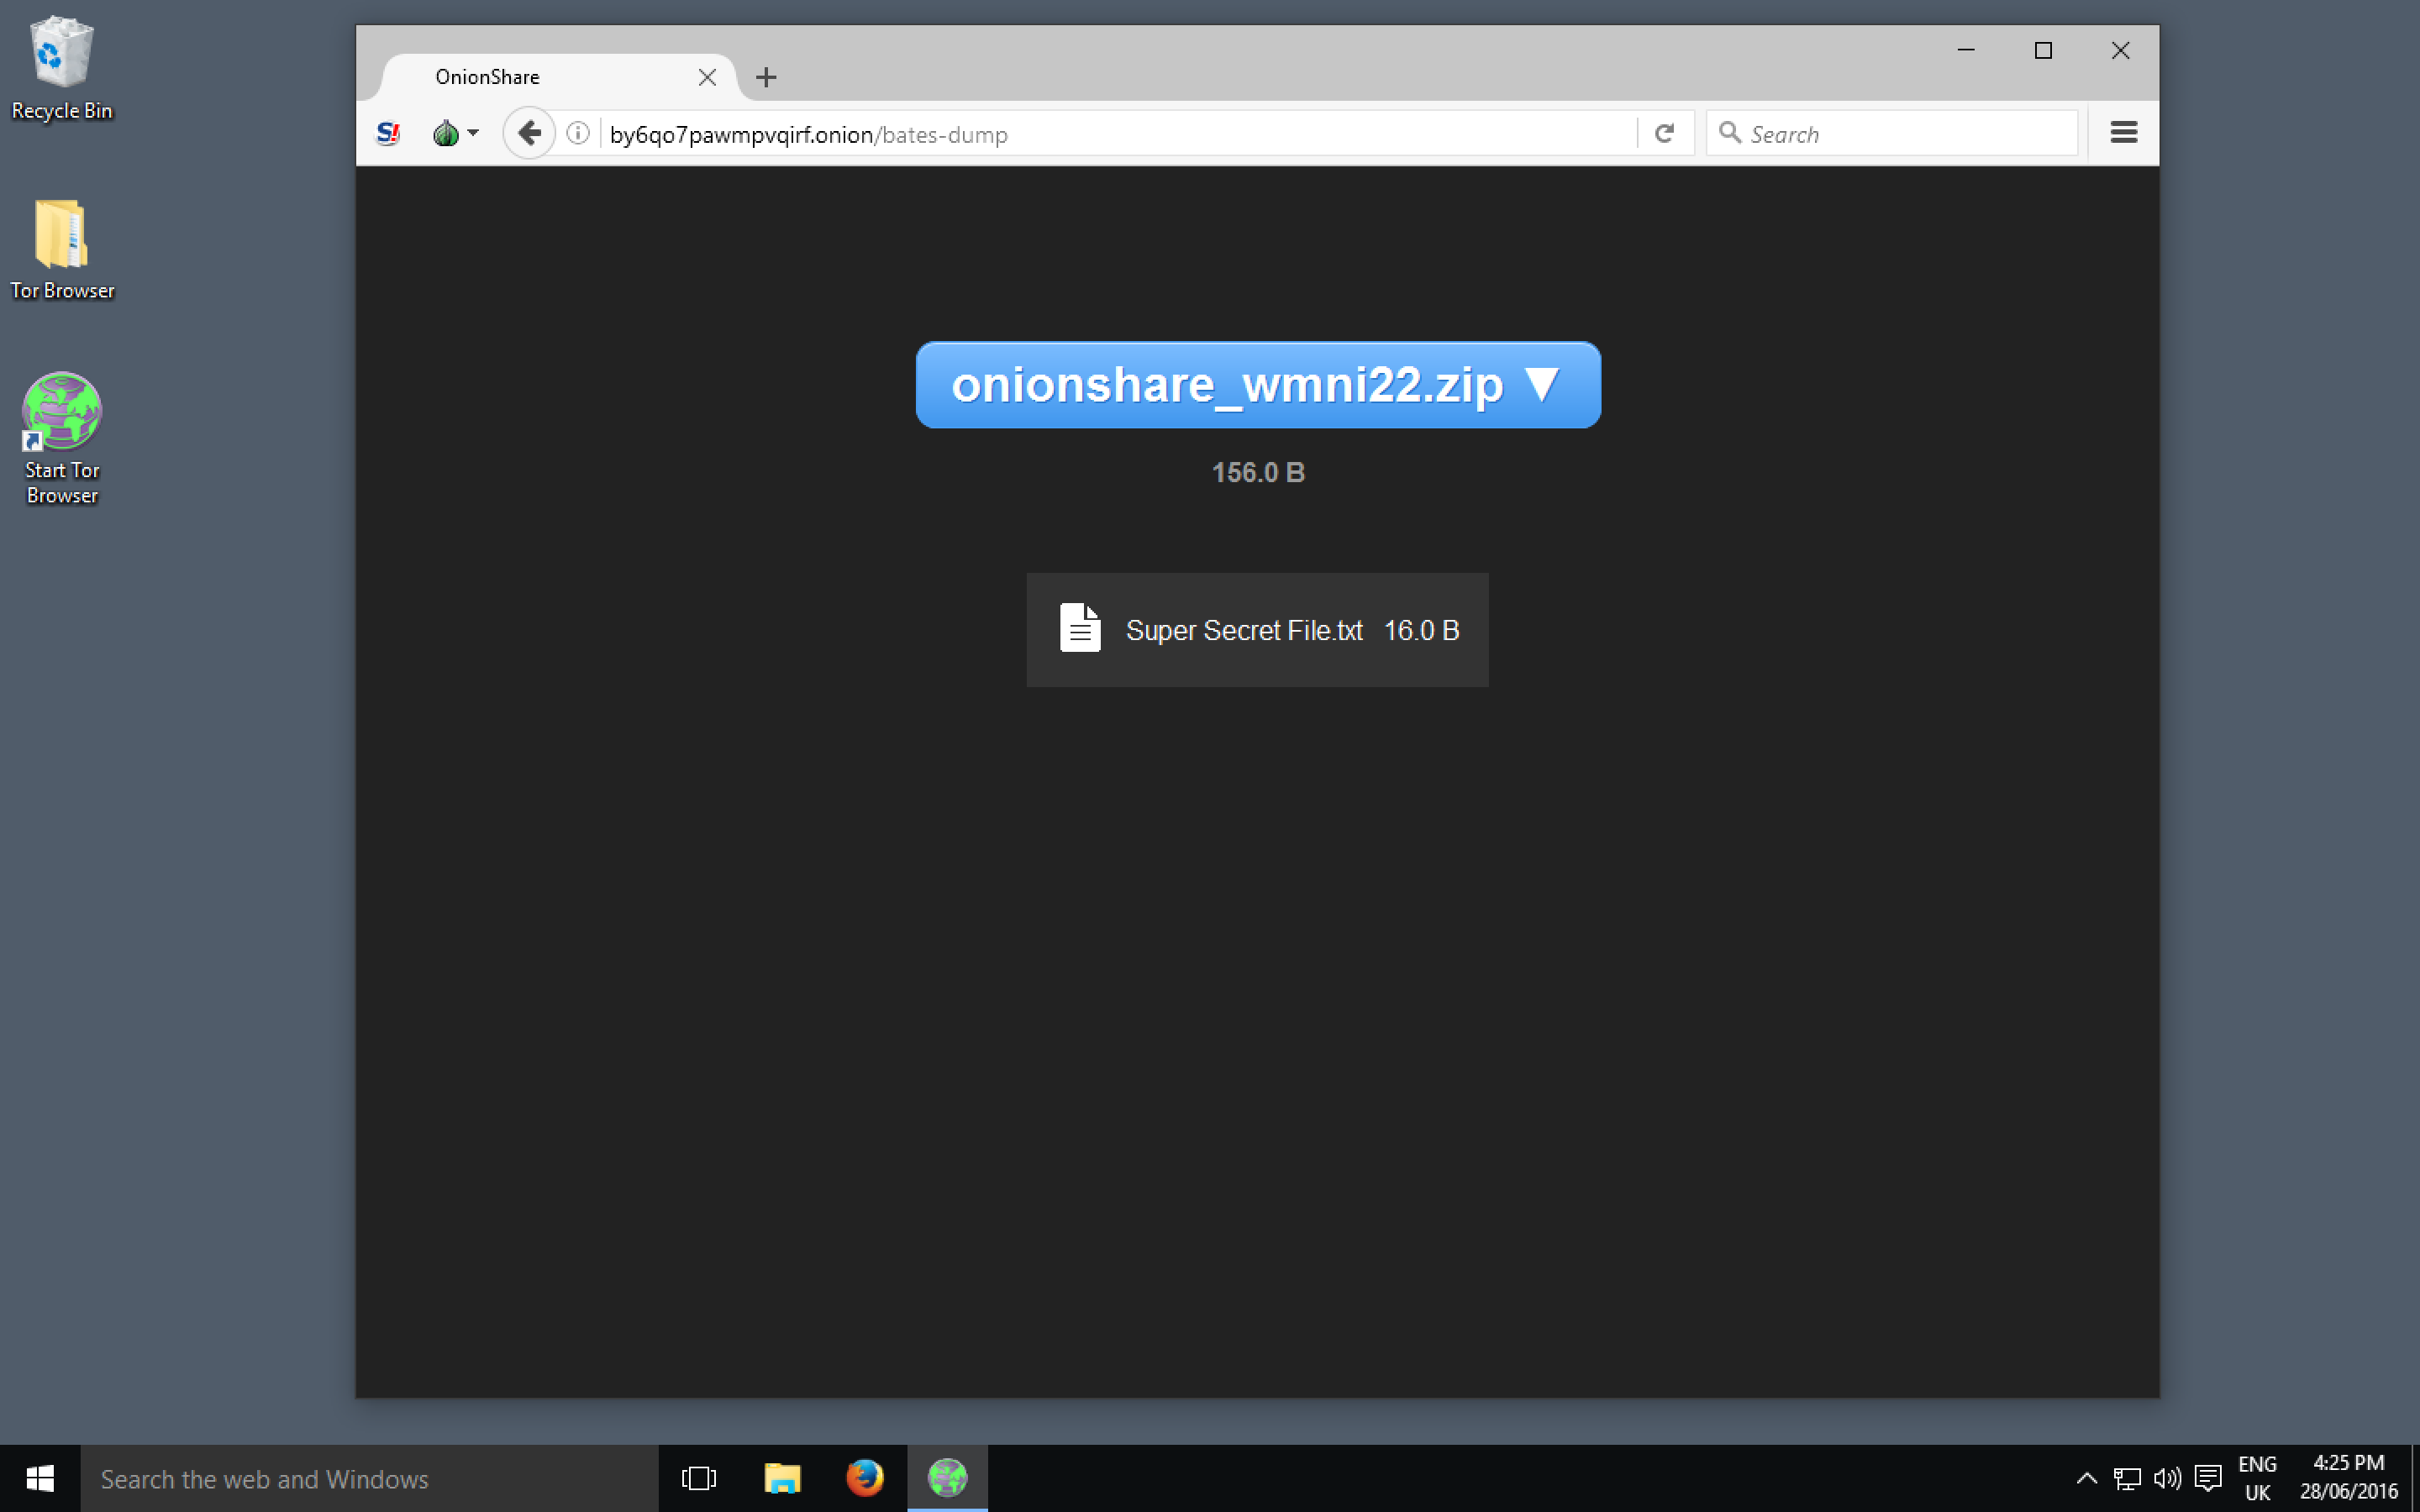 Recycle Bin
Tor Browser
Start Tor
Browser
OnionShare
S!
by6qo7pawmpvqirf.onion/bates-dump
Search
onionshare_wmni22.zip ▼
156.0 B
Super Secret File.txt 16.0 B
Search the web and Windows
ENG
UK
4:25 PM
28/06/2016